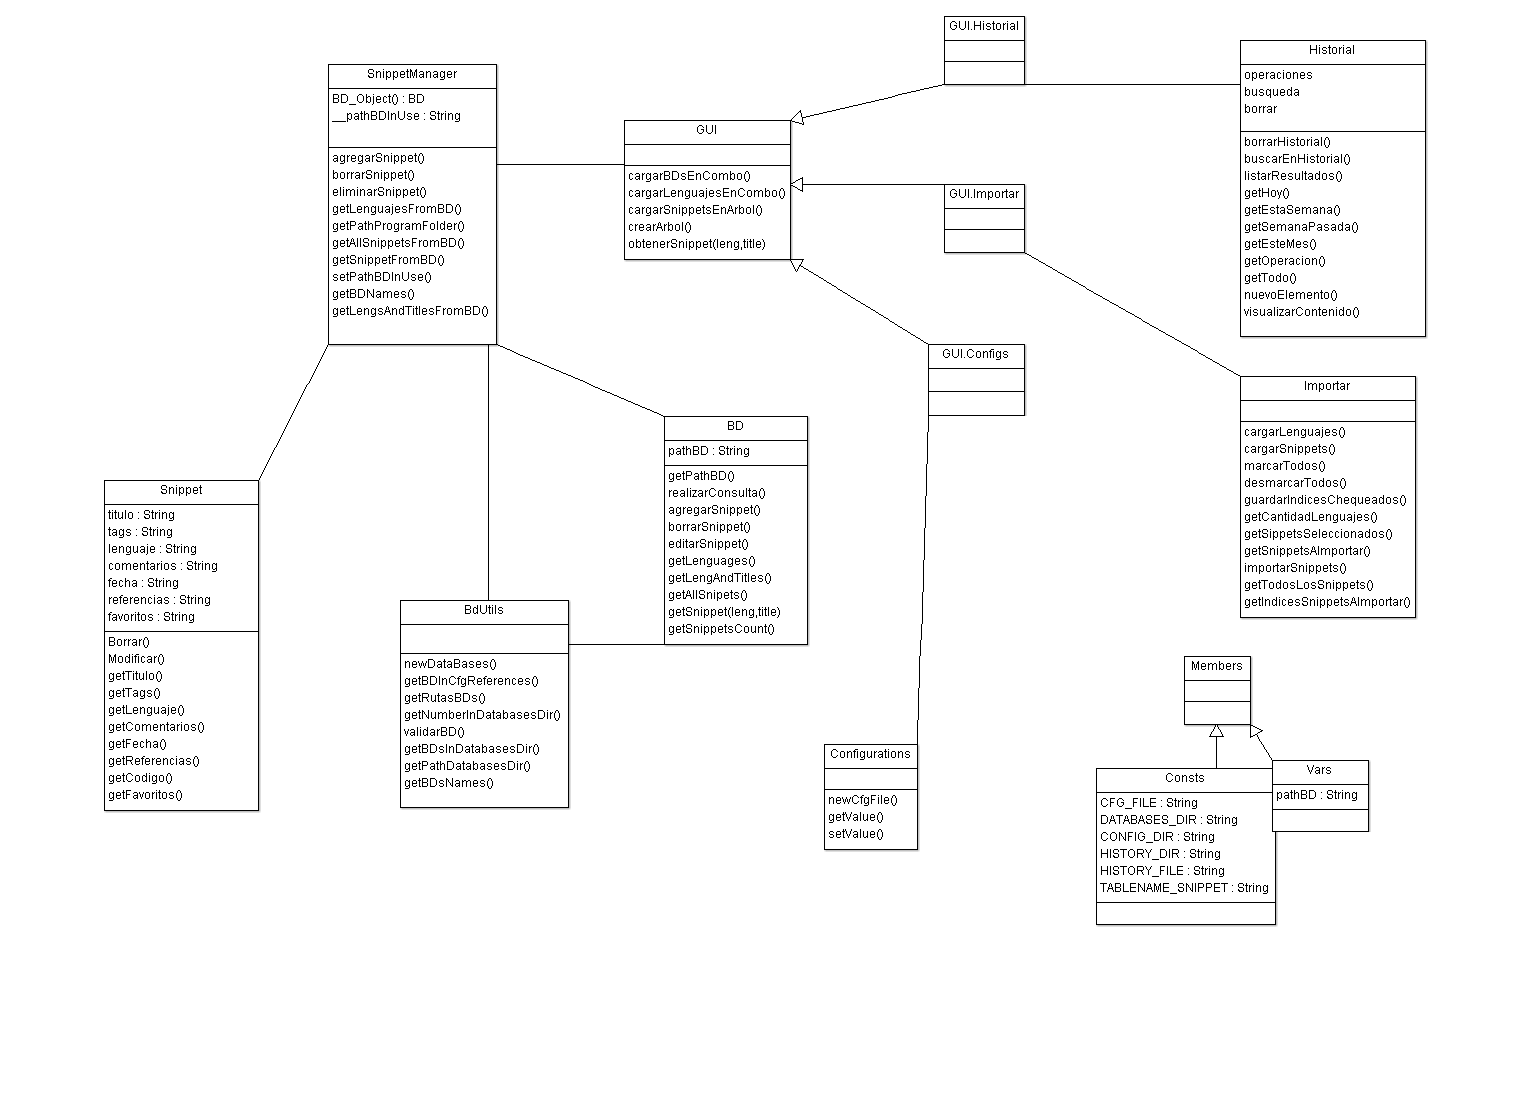 GUI.Historial
Historial
operaciones
busqueda
borrar
borrarHistorial()
buscarEnHistorial()
listarResultados()
getHoy()
getEstaSemana()
getSemanaPasada()
getEsteMes()
getOperacion()
getTodo()
nuevoElemento()
visualizarContenido()
SnippetManager
BD_Object() : BD
__pathBDInUse : String
agregarSnippet()
borrarSnippet()
eliminarSnippet()
getLenguajesFromBD()
getPathProgramFolder()
getAllSnippetsFromBD()
getSnippetFromBD()
setPathBDInUse()
getBDNames()
getLengsAndTitlesFromBD()
GUI
cargarBDsEnCombo()
cargarLenguajesEnCombo()
cargarSnippetsEnArbol()
crearArbol()
obtenerSnippet(leng,title)
GUI.Importar
GUI.Configs
Importar
cargarLenguajes()
cargarSnippets()
marcarTodos()
desmarcarTodos()
guardarIndicesChequeados()
getCantidadLenguajes()
getSippetsSeleccionados()
getSnippetsAImportar()
importarSnippets()
getTodosLosSnippets()
getIndicesSnippetsAImportar()
BD
pathBD : String
getPathBD()
realizarConsulta()
agregarSnippet()
borrarSnippet()
editarSnippet()
getLenguages()
getLengAndTitles()
getAllSnipets()
getSnippet(leng,title)
getSnippetsCount()
Snippet
titulo : String
tags : String
lenguaje : String
comentarios : String
fecha : String
referencias : String
favoritos : String
Borrar()
Modificar()
getTitulo()
getTags()
getLenguaje()
getComentarios()
getFecha()
getReferencias()
getCodigo()
getFavoritos()
BdUtils
newDataBases()
getBDInCfgReferences()
getRutasBDs()
getNumberInDatabasesDir()
validarBD()
getBDsInDatabasesDir()
getPathDatabasesDir()
getBDsNames()
Configurations
newCfgFile()
getValue()
setValue()
Members
Consts
CFG_FILE : String
DATABASES_DIR : String
CONFIG_DIR : String
HISTORY_DIR : String
HISTORY_FILE : String
TABLENAME_SNIPPET : String
Vars
pathBD : String